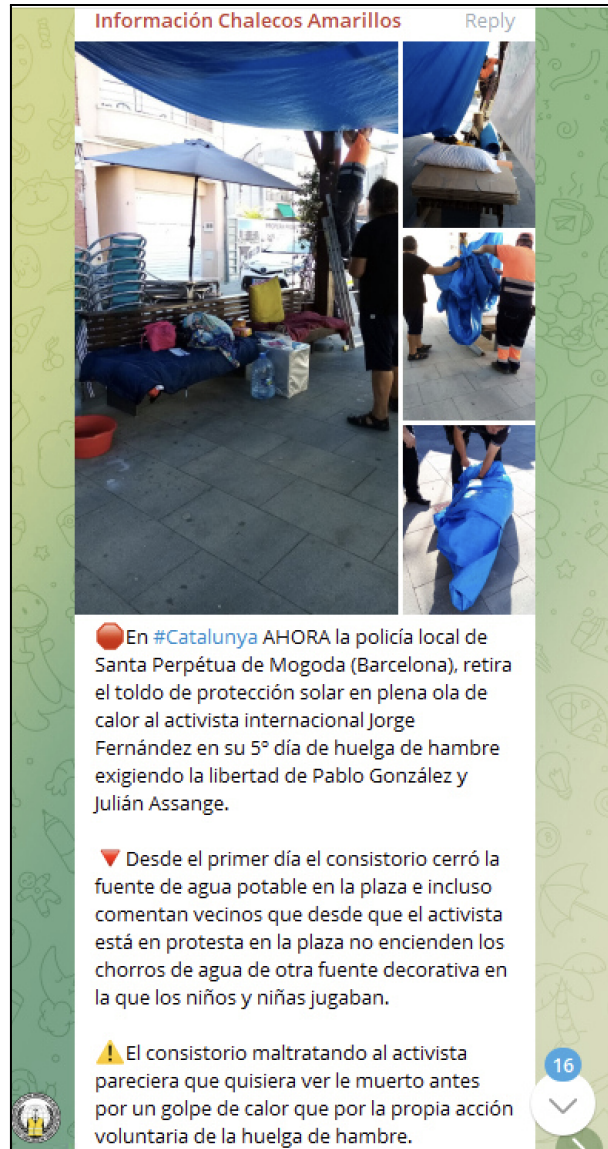 Información Chalecos Amarillos
Reply
🛑En #Catalunya AHORA la policía local de
Santa Perpétua de Mogoda (Barcelona), retira
el toldo de protección solar en plena ola de
calor al activista internacional Jorge
Fernández en su 5º día de huelga de hambre
exigiendo la libertad de Pablo González y
Julián Assange.
🔻Desde el primer día el consistorio cerró la
fuente de agua potable en la plaza e incluso
comentan vecinos que desde que el activista
está en protesta en la plaza no encienden los
chorros de agua de otra fuente decorativa en
la que los niños y niñas jugaban.
⚠️El consistorio maltratando al activista
pareciera que quisiera ver le muerto antes
por un golpe de calor que por la propia acción
voluntaria de la huelga de hambre.
16